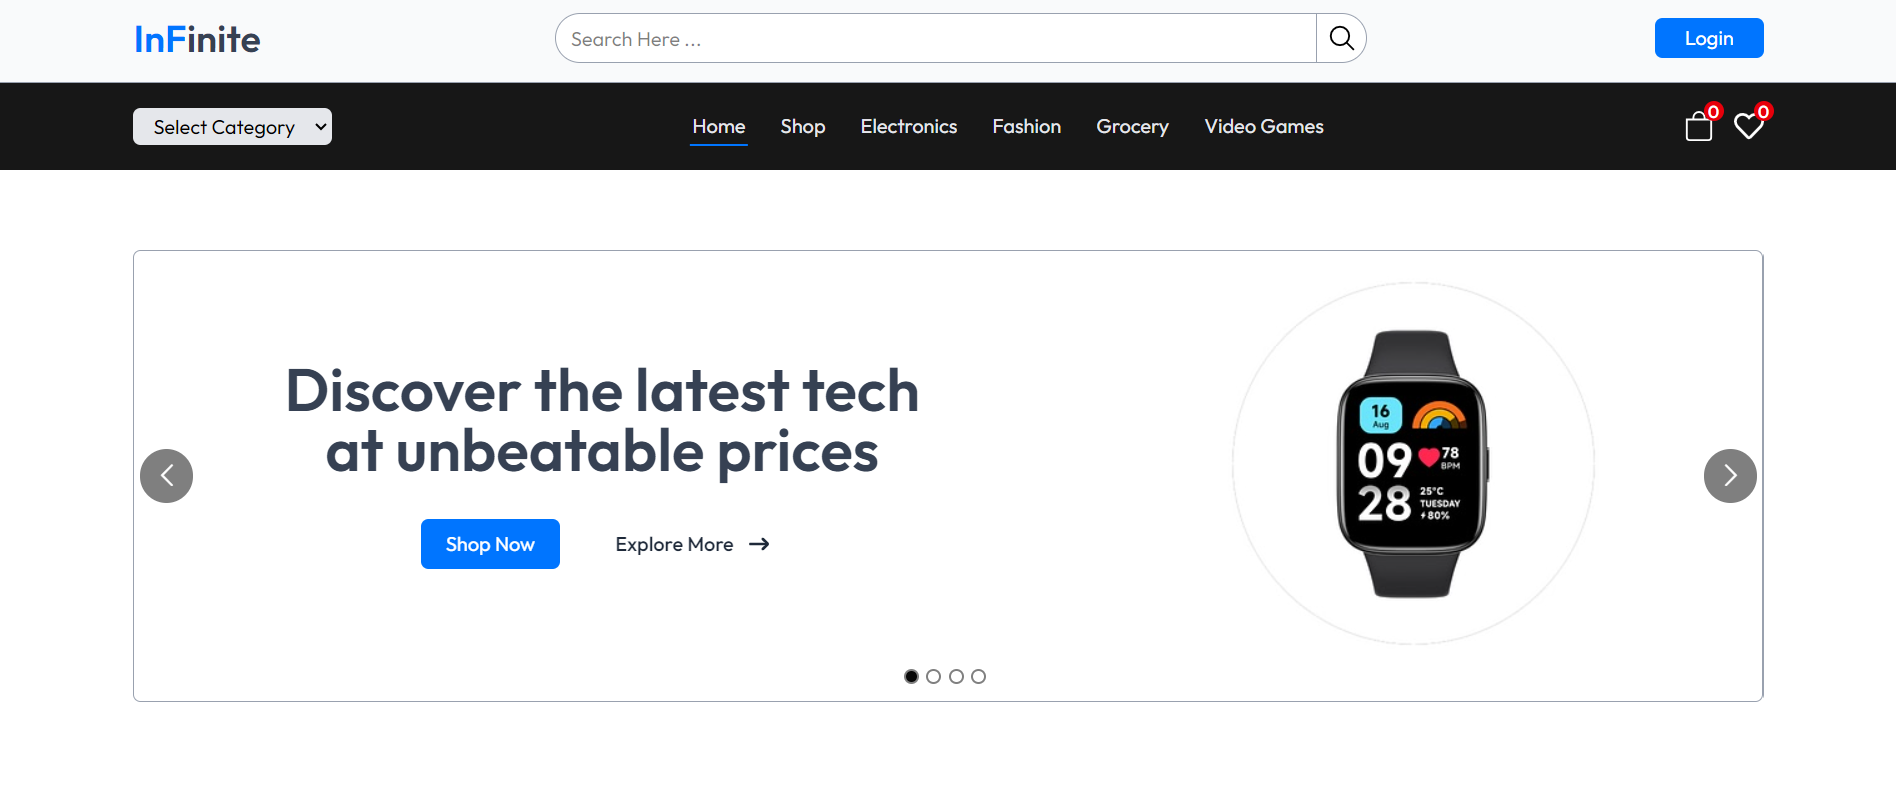 InFinite
Search Here ...
Login
Select Category
Home Shop Electronics Fashion Grocery Video Games
0 0
Discover the latest tech
at unbeatable prices
Shop Now Explore More →
16
Aug
09 78
BPM
28 25°C
TUESDAY
80%